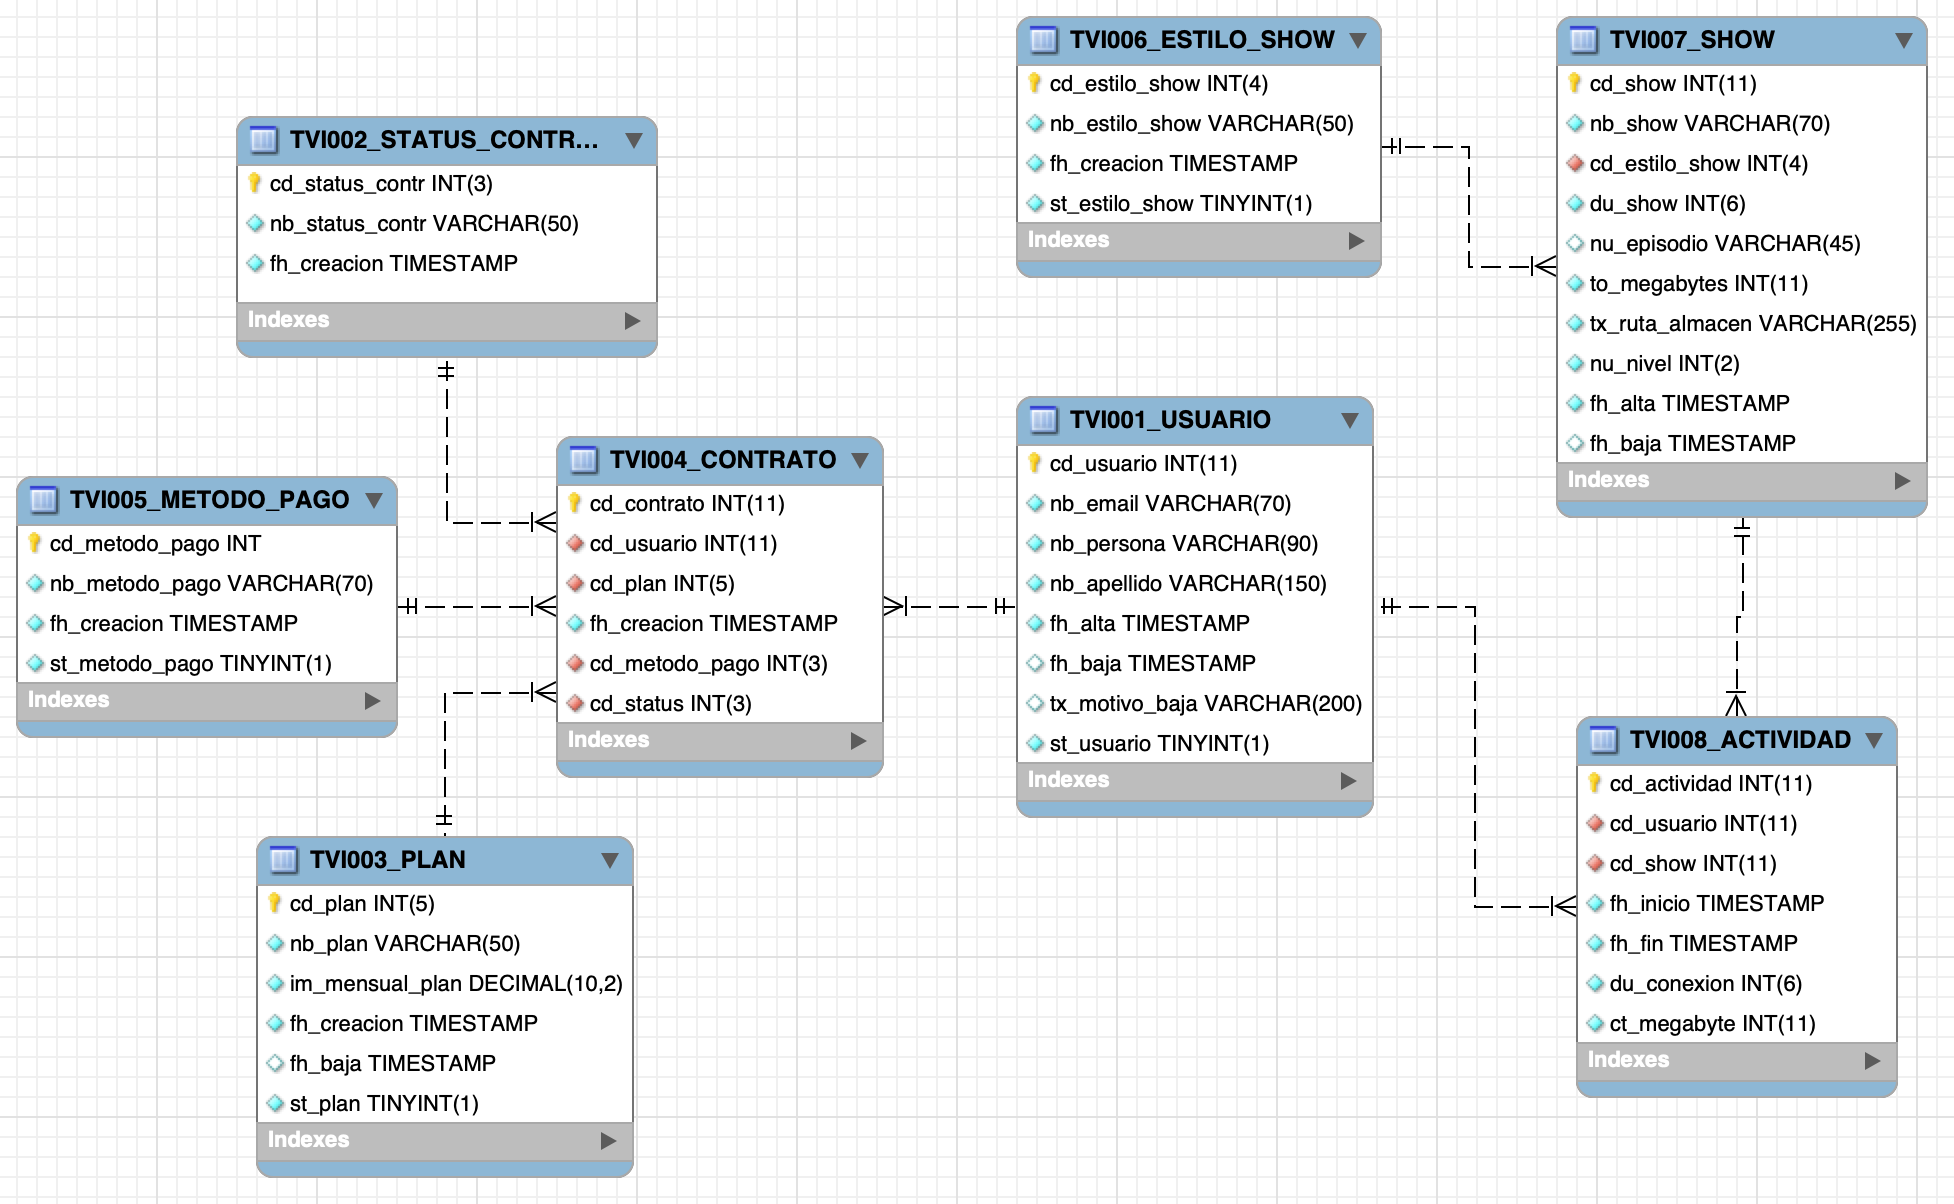 TVI006_ESTILO_SHOW
cd_estilo_show INT(4)
nb_estilo_show VARCHAR(50)
fh_creacion TIMESTAMP
st_estilo_show TINYINT(1)
Indexes
TVI007_SHOW
cd_show INT(11)
nb_show VARCHAR(70)
cd_estilo_show INT(4)
du_show INT(6)
nu_episodio VARCHAR(45)
to_megabytes INT(11)
tx_ruta_almacen VARCHAR(255)
nu_nivel INT(2)
fh_alta TIMESTAMP
fh_baja TIMESTAMP
Indexes
TVI002_STATUS_CONTR...
cd_status_contr INT(3)
nb_status_contr VARCHAR(50)
fh_creacion TIMESTAMP
Indexes
TVI005_METODO_PAGO
cd_metodo_pago INT
nb_metodo_pago VARCHAR(70)
fh_creacion TIMESTAMP
st_metodo_pago TINYINT(1)
Indexes
TVI004_CONTRATO
cd_contrato INT(11)
cd_usuario INT(11)
cd_plan INT(5)
fh_creacion TIMESTAMP
cd_metodo_pago INT(3)
cd_status INT(3)
Indexes
TVI001_USUARIO
cd_usuario INT(11)
nb_email VARCHAR(70)
nb_persona VARCHAR(90)
nb_apellido VARCHAR(150)
fh_alta TIMESTAMP
fh_baja TIMESTAMP
tx_motivo_baja VARCHAR(200)
st_usuario TINYINT(1)
Indexes
TVI003_PLAN
cd_plan INT(5)
nb_plan VARCHAR(50)
im_mensual_plan DECIMAL(10,2)
fh_creacion TIMESTAMP
fh_baja TIMESTAMP
st_plan TINYINT(1)
Indexes
TVI008_ACTIVIDAD
cd_actividad INT(11)
cd_usuario INT(11)
cd_show INT(11)
fh_inicio TIMESTAMP
fh_fin TIMESTAMP
du_conexion INT(6)
ct_megabyte INT(11)
Indexes